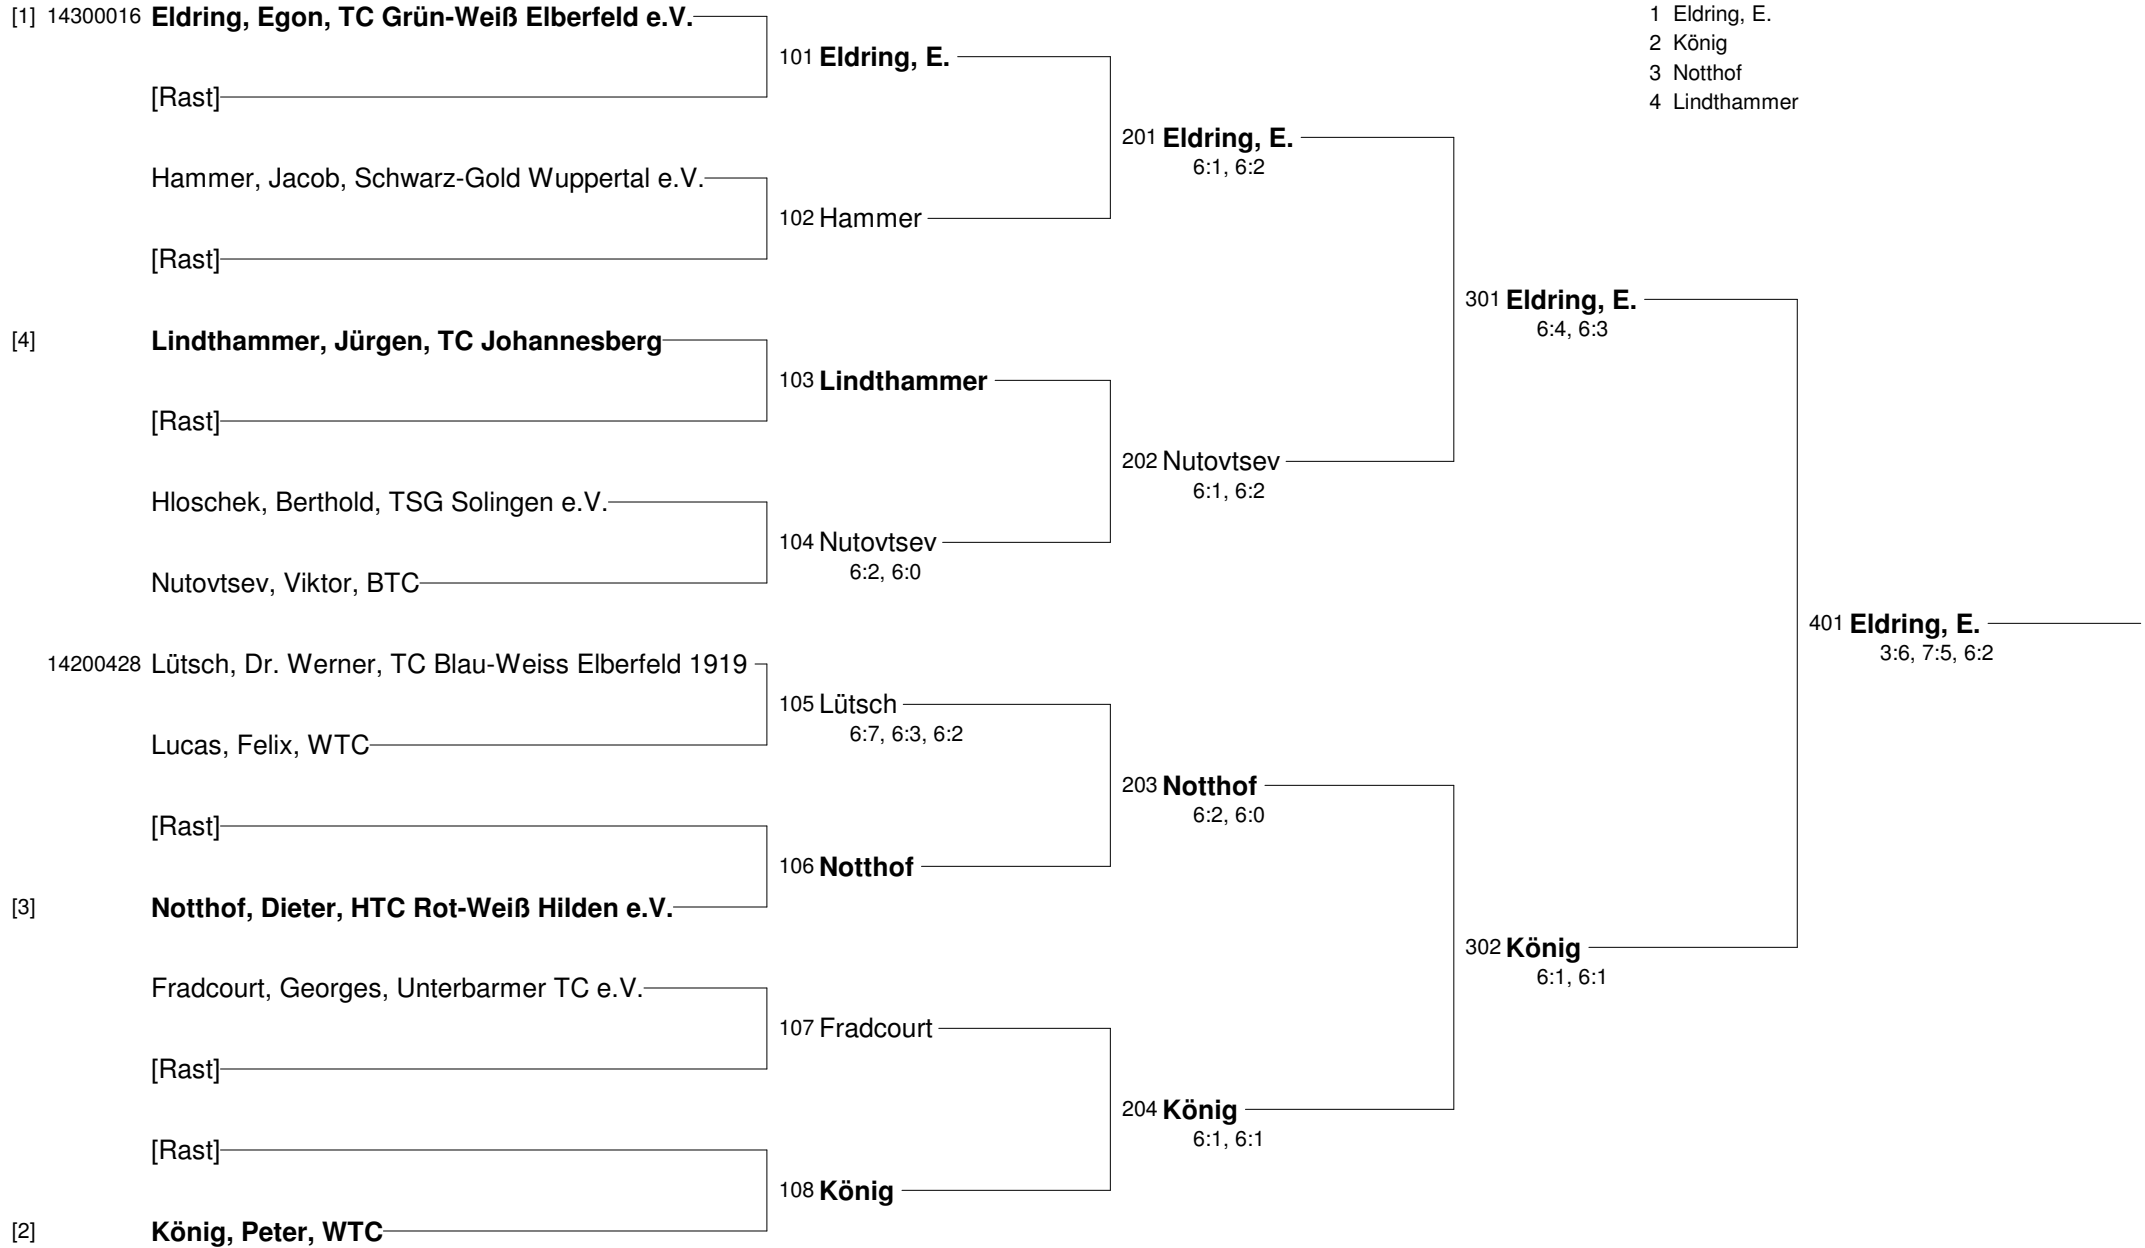 [1] 14300016 Eldring, Egon, TC Grün-Weiß Elberfeld e.V.
[Rast]
Hammer, Jacob, Schwarz-Gold Wuppertal e.V.
[Rast]
[4] Lindthammer, Jürgen, TC Johannesberg
[Rast]
Hloschek, Berthold, TSG Solingen e.V.
Nutovtsev, Viktor, BTC
14200428 Lütsch, Dr. Werner, TC Blau-Weiss Elberfeld 1919
Lucas, Felix, WTC
[Rast]
[3] Notthof, Dieter, HTC Rot-Weiß Hilden e.V.
Fradcourt, Georges, Unterbarmer TC e.V.
[Rast]
[Rast]
[2] König, Peter, WTC
101 Eldring, E.
102 Hammer
103 Lindthammer
104 Nutovtsev
6:2, 6:0
105 Lütsch
6:7, 6:3, 6:2
106 Notthof
107 Fradcourt
108 König
201 Eldring, E.
6:1, 6:2
202 Nutovtsev
6:1, 6:2
203 Notthof
6:2, 6:0
204 König
6:1, 6:1
301 Eldring, E.
6:4, 6:3
302 König
6:1, 6:1
401 Eldring, E.
3:6, 7:5, 6:2
1 Eldring, E.
2 König
3 Notthof
4 Lindthammer